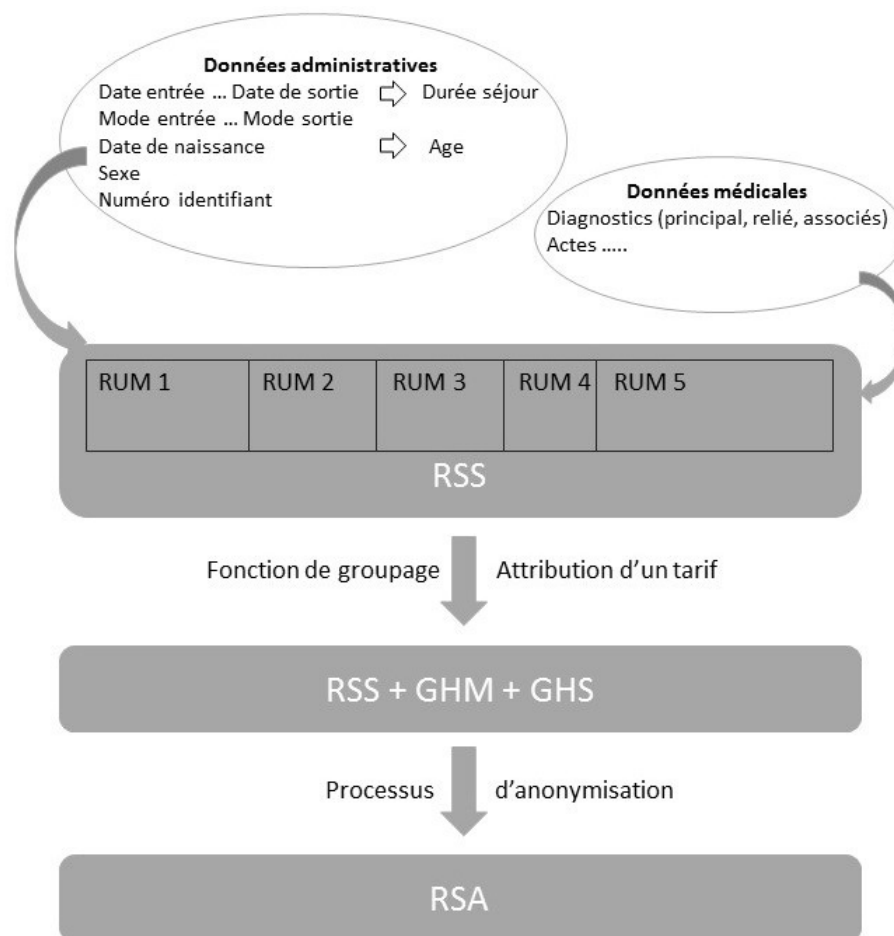 Données administratives
Date entrée ... Date de sortie Durée séjour
Mode entrée ... Mode sortie
Date de naissance Age
Sexe
Numéro identifiant
Données médicales
Diagnostics (principal, relié, associés)
Actes .....
RUM 1 RUM 2 RUM 3 RUM 4 RUM 5
RSS
Fonction de groupage Attribution d'un tarif
RSS + GHM + GHS
Processus d'anonymisation
RSA